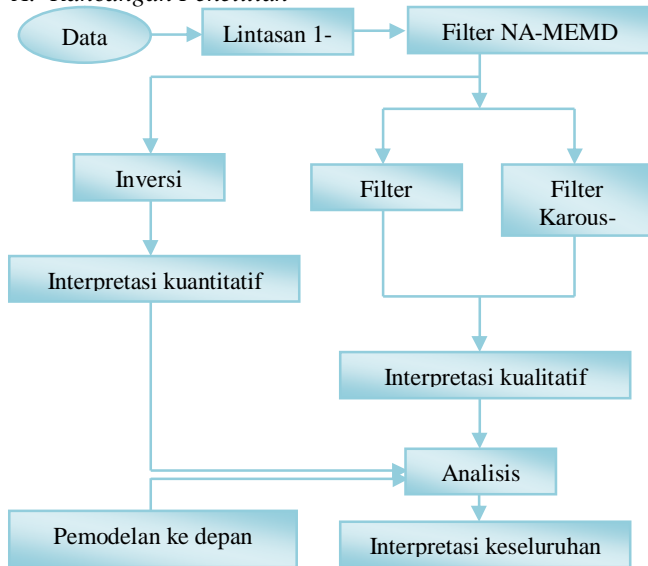 Data
Lintasan 1-
Filter NA-MEMD
Inversi
Filter
Filter
Karous-
Interpretasi kuantitatif
Interpretasi kualitatif
Analisis
Pemodelan ke depan
Interpretasi keseluruhan